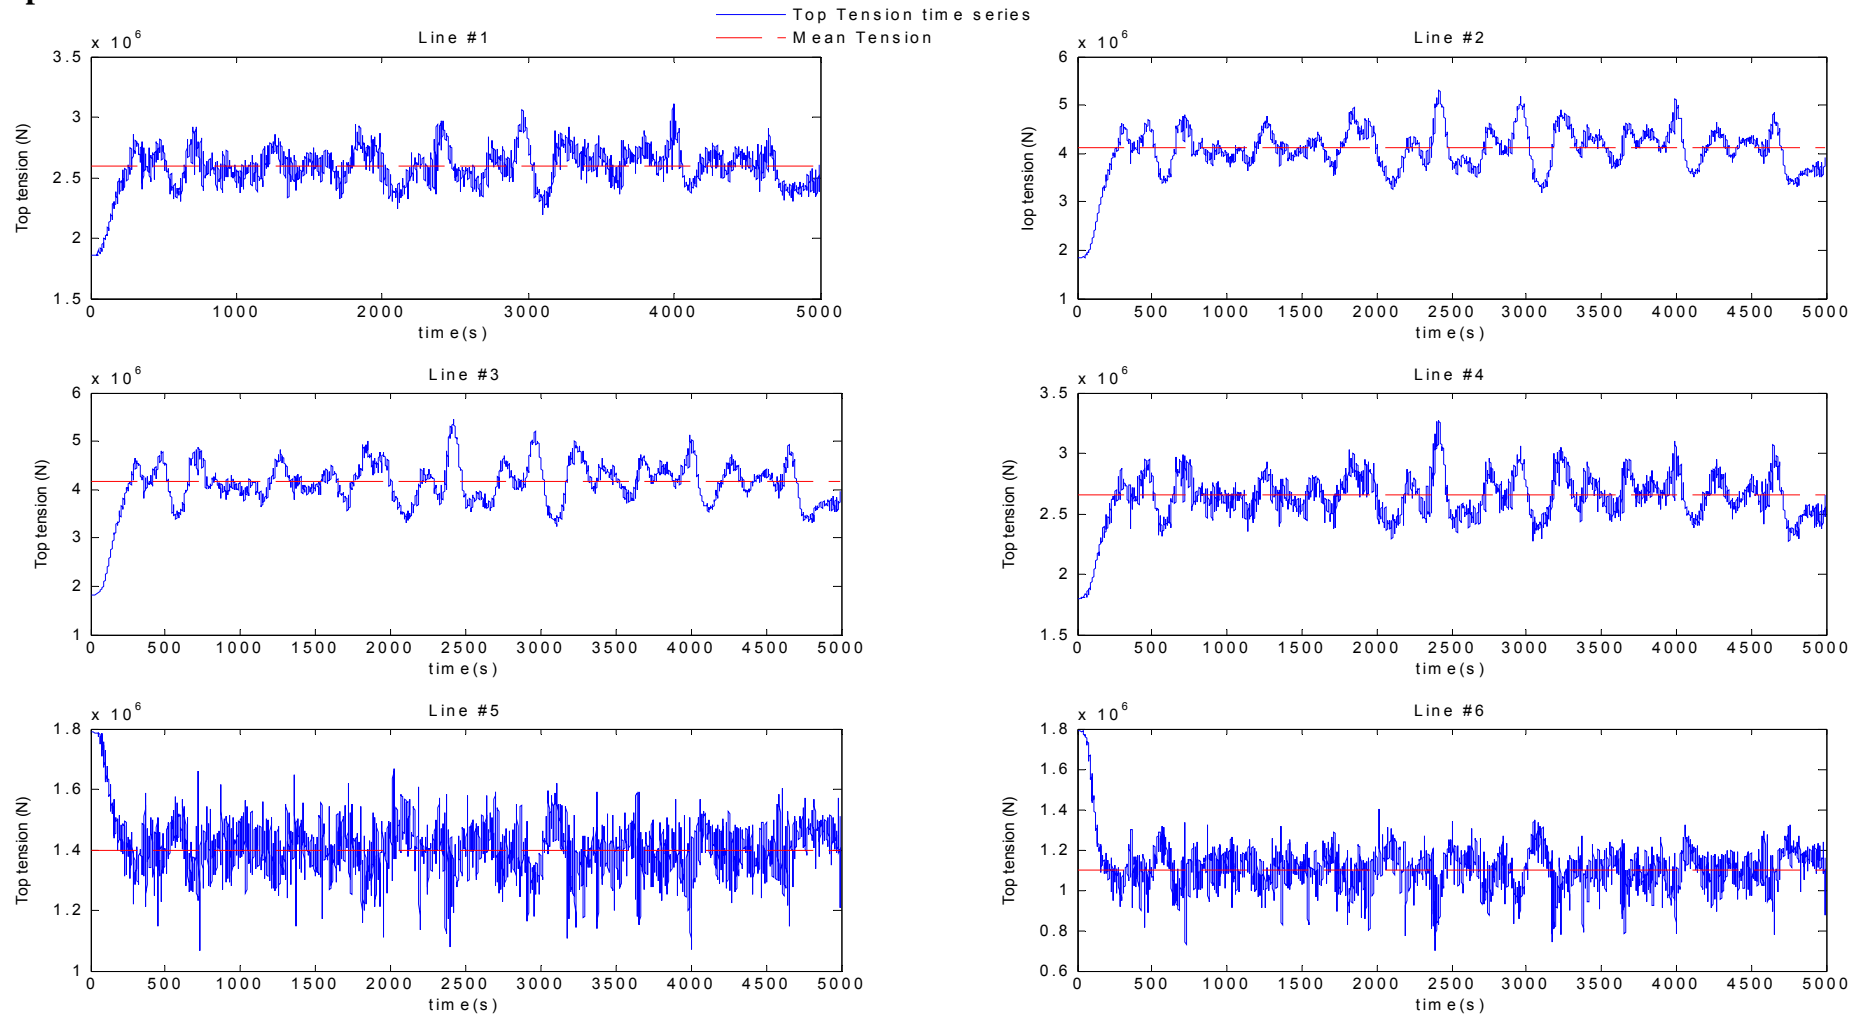 Top Tension time series
Mean Tension
Line #1
x 10^6
3.5
3
2.5
2
1.5
Top tension (N)
0 1000 2000 3000 4000 5000
time(s)
Line #2
x 10^6
6
5
4
3
2
1
Iop tension (N)
0 500 1000 1500 2000 2500 3000 3500 4000 4500 5000
time(s)
Line #3
x 10^6
6
5
4
3
2
1
Top tension (N)
0 500 1000 1500 2000 2500 3000 3500 4000 4500 5000
time(s)
Line #4
x 10^6
3.5
3
2.5
2
1.5
Top tension (N)
0 500 1000 1500 2000 2500 3000 3500 4000 4500 5000
time(s)
Line #5
x 10^6
1.8
1.6
1.4
1.2
1
Top tension (N)
0 500 1000 1500 2000 2500 3000 3500 4000 4500 5000
time(s)
Line #6
x 10^6
1.8
1.6
1.4
1.2
1
0.8
0.6
Top tension (N)
0 500 1000 1500 2000 2500 3000 3500 4000 4500 5000
time(s)